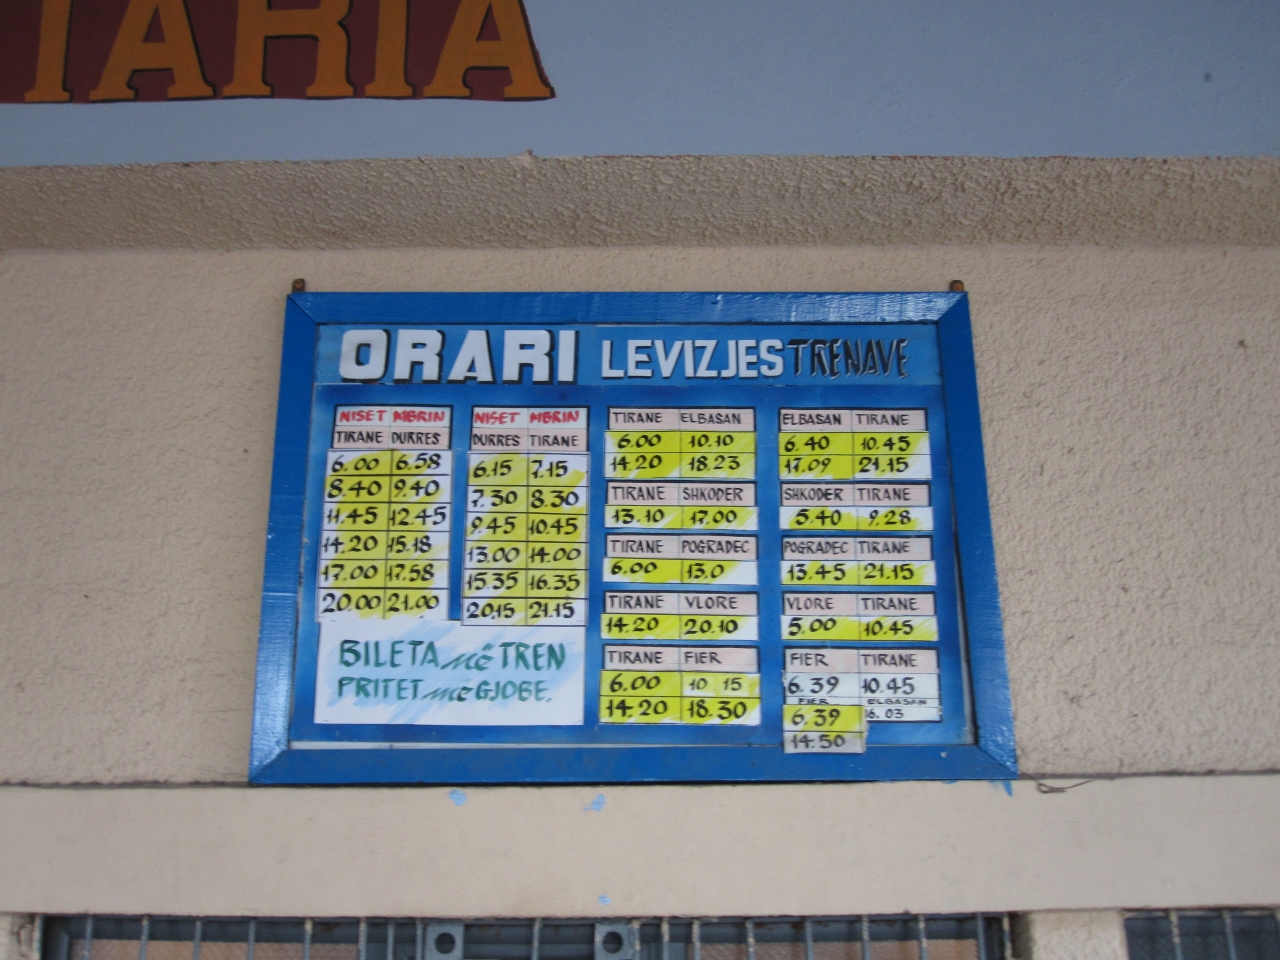 TARIA
ORARI LEVIZJES TRENAVE
NISET MBRIN
TIRANE DURRES
6.00 6.58
8.40 9.40
11.45 12.45
14.20 15.18
17.00 17.58
20.00 21.00
NISET MBRIN
DURRES TIRANE
6.15 7.15
7.30 8.30
9.45 10.45
13.00 14.00
15.35 16.35
20.15 21.15
BILETA më TREN
PRITET me GJOBE.
TIRANE ELBASAN
6.00 10.10
14.20 18.23
TIRANE SHKODER
13.10 17.00
TIRANE POGRADEC
6.00 13.0
TIRANE VLORE
14.20 20.10
TIRANE FIER
6.00 10 15
14.20 18.30
ELBASAN TIRANE
6.40 10.45
17.09 21.15
SHKODER TIRANE
5.40 9.28
POGRADEC TIRANE
13.45 21.15
VLORE TIRANE
5.00 10.45
FIER TIRANE
6.39 10.45
FIER ELBASAN
6.39 16.03
14.50